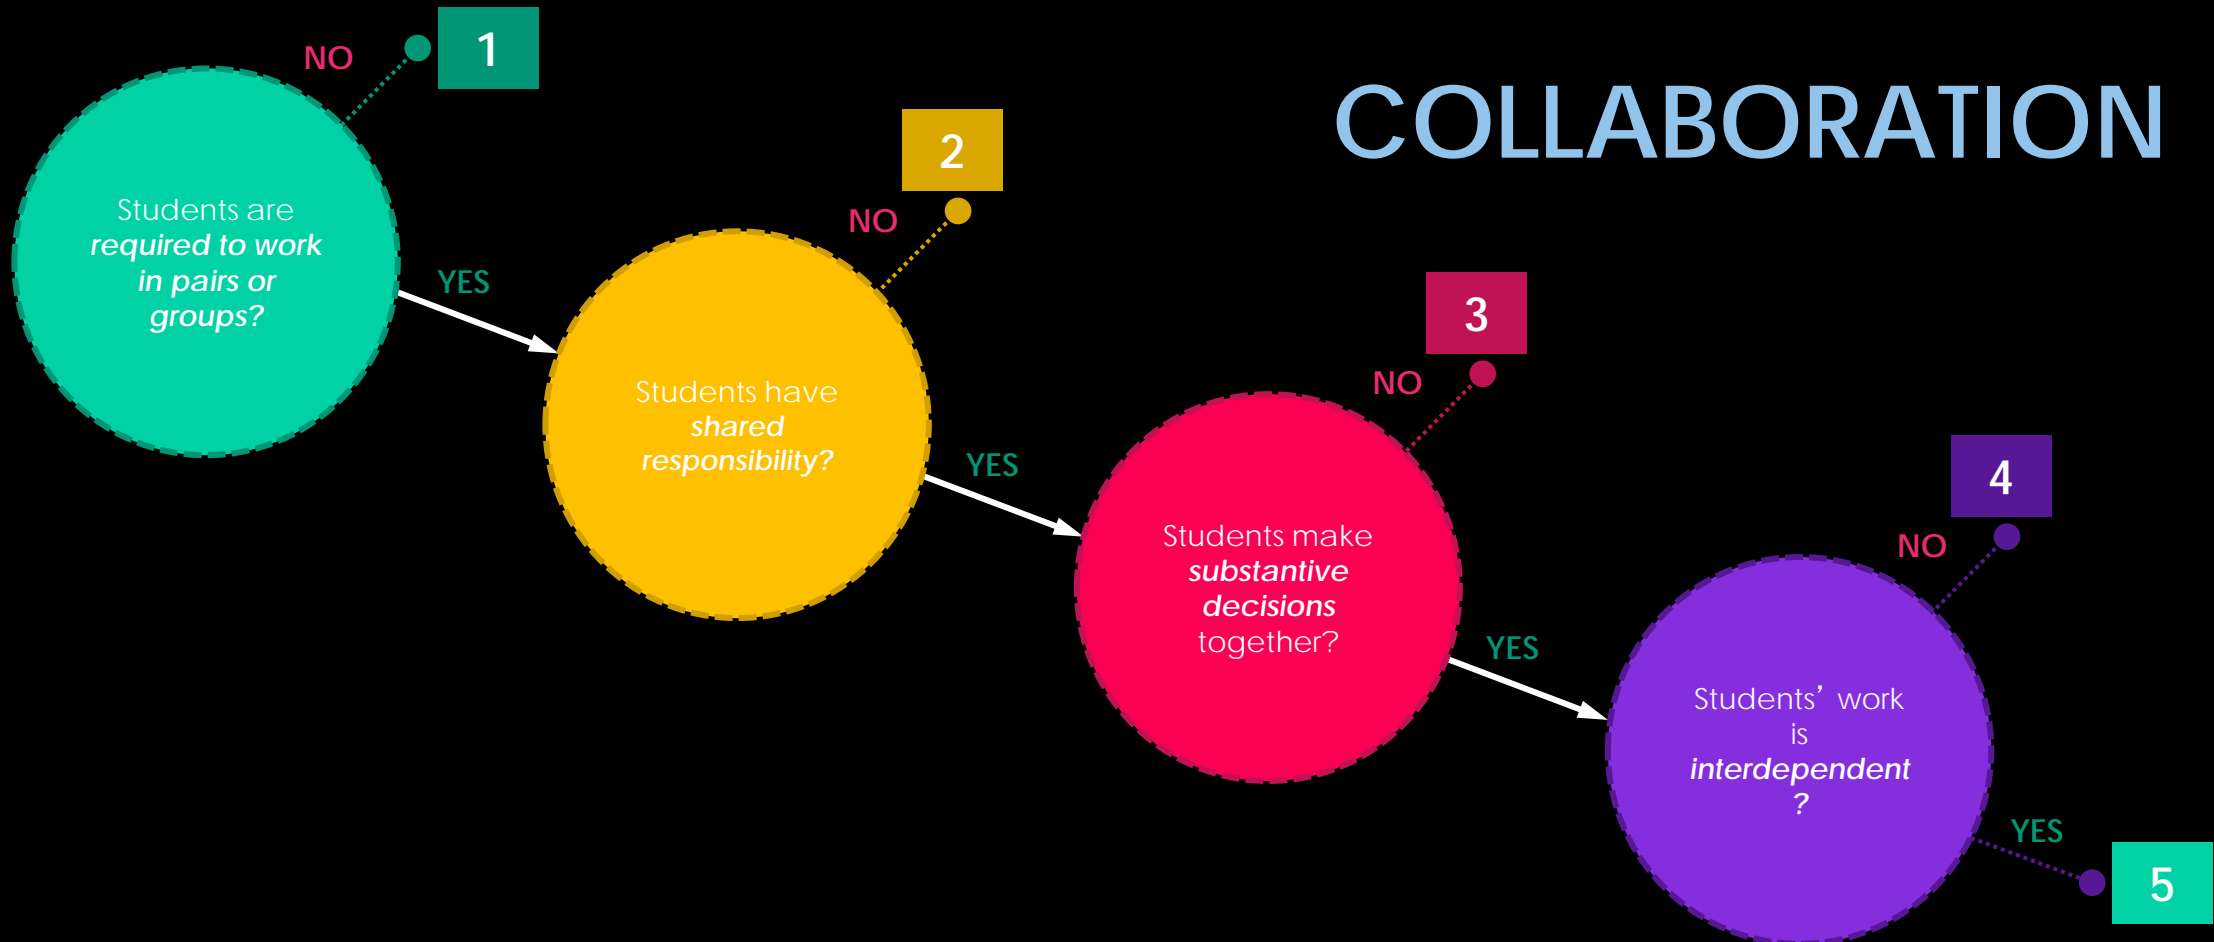 COLLABORATION
NO
1
Students are
required to work
in pairs or
groups?
YES
NO
2
Students have
shared
responsibility?
YES
NO
3
Students make
substantive
decisions
together?
YES
NO
4
Students’ work
is
interdependent
?
YES
5